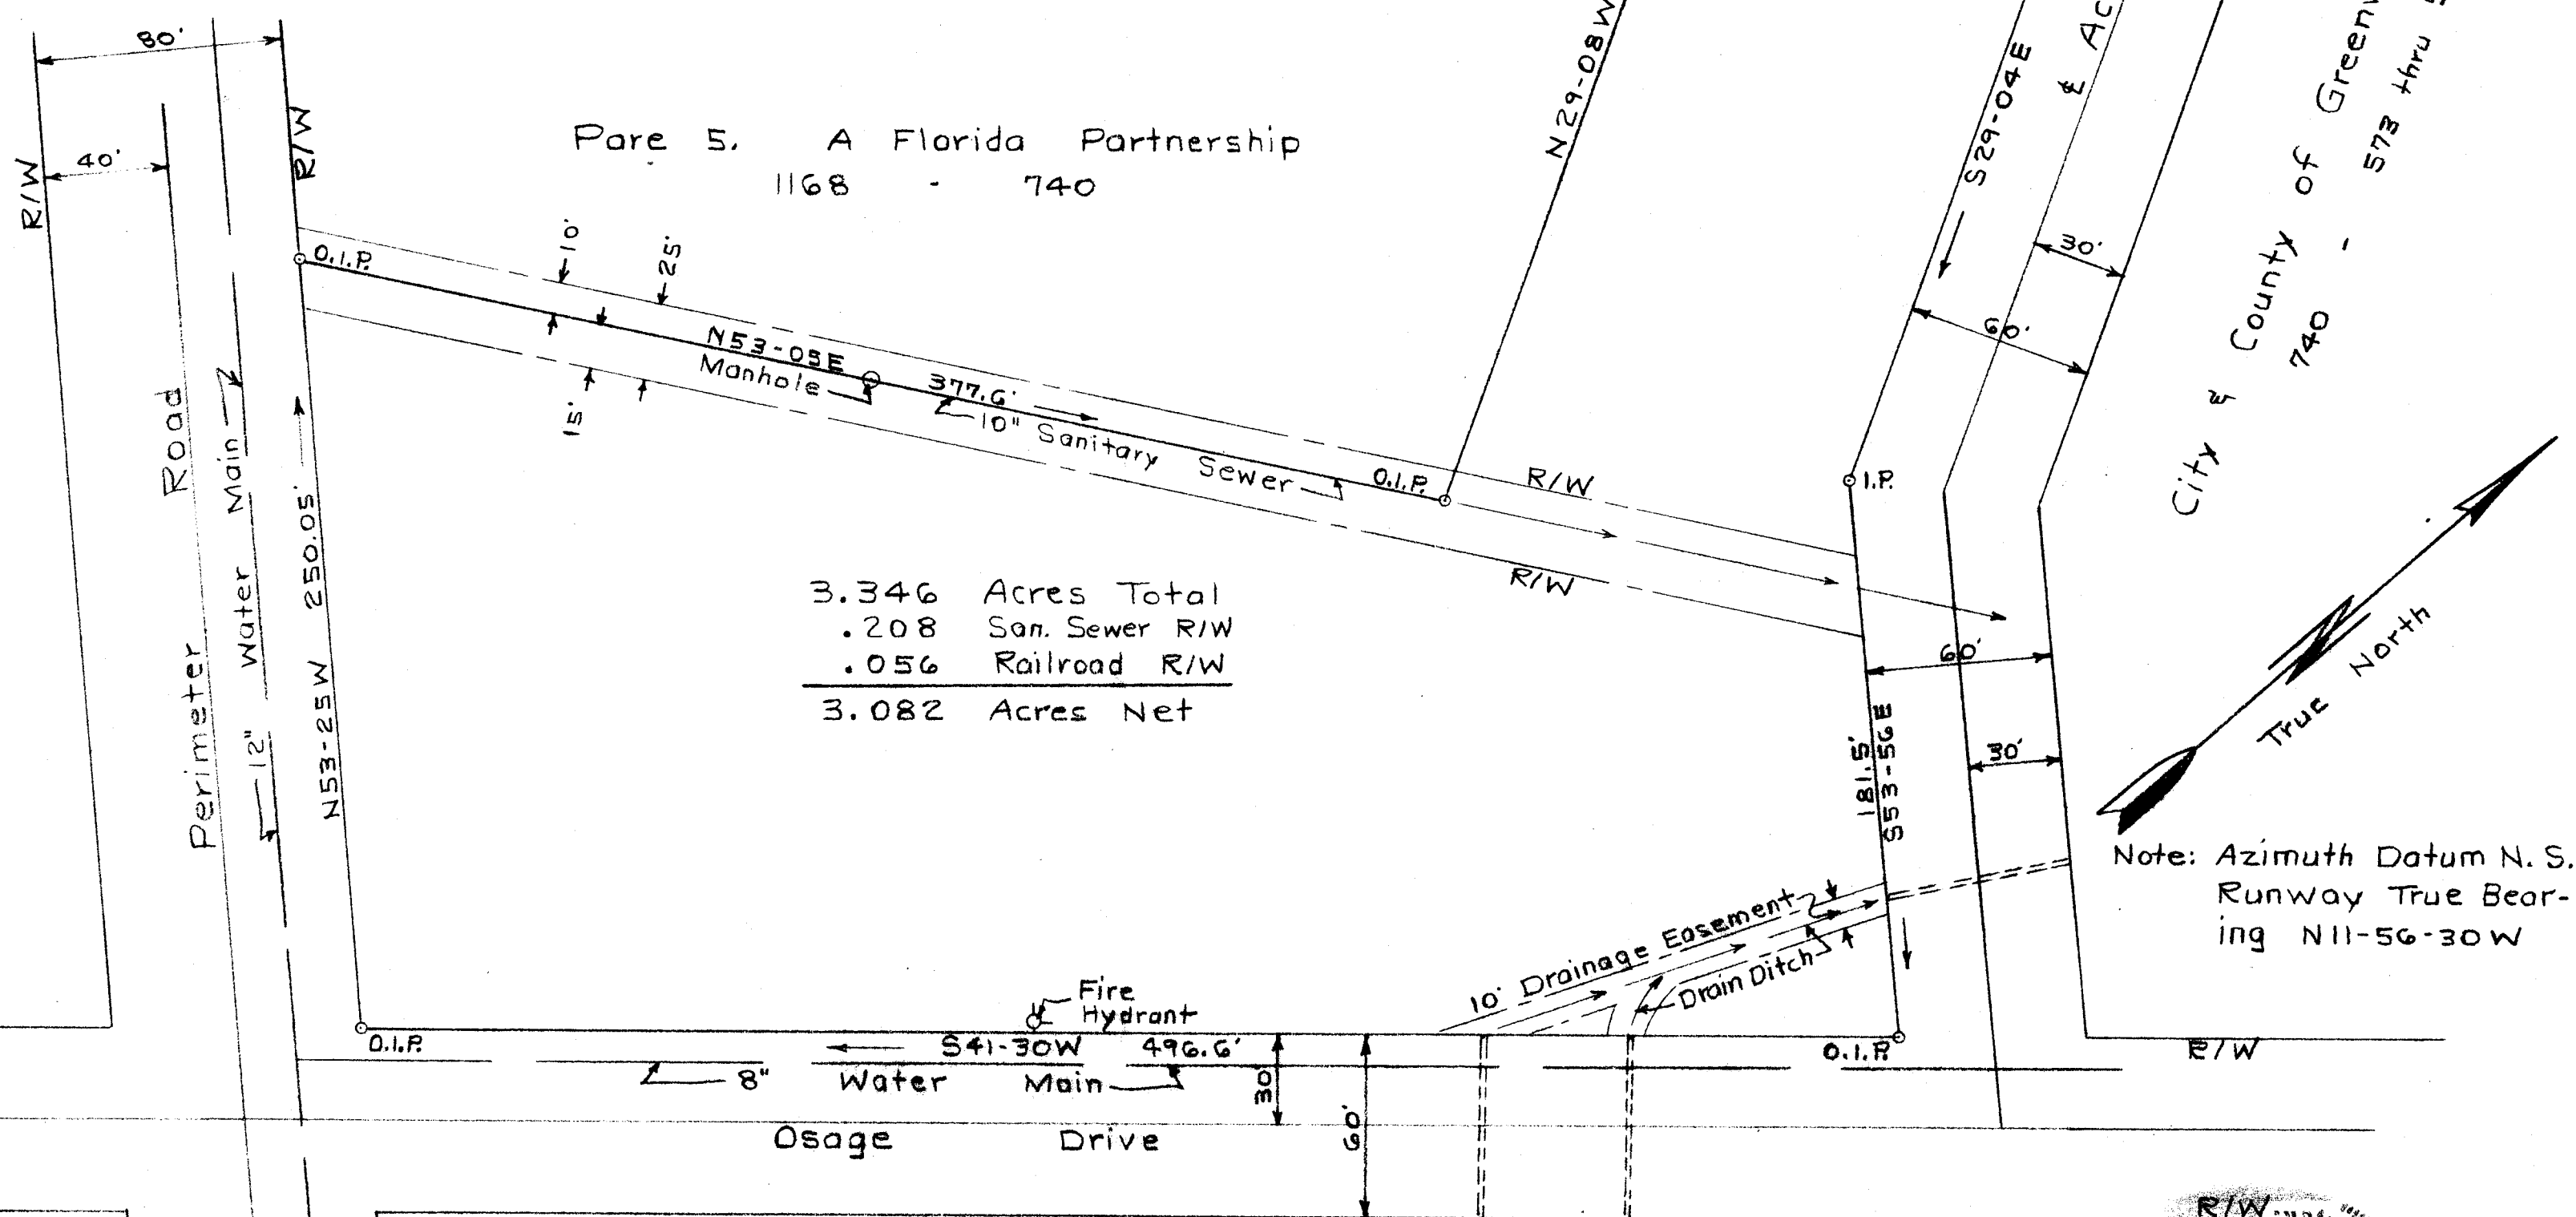 80'
40'
R/W
R/W
Pare 5. A Florida Partnership
1168 - 740
N29-08W
S29-04E
℄ Ac
City & County of Green
740 - 573 thru
30'
60'
O.I.P.
10'
25'
15'
N53-05E
377.6'
Manhole
10" Sanitary Sewer
O.I.P.
R/W
R/W
I.P.
Perimeter Road
12" Water Main
N53-25W 250.05'
3.346 Acres Total
.208 San. Sewer R/W
.056 Railroad R/W
3.082 Acres Net
60'
30'
181.5'
S53-56E
True North
Note: Azimuth Datum N.S.
Runway True Bear-
ing N11-56-30W
10' Drainage Easement
Drain Ditch
Fire
Hydrant
O.I.P.
S41-30W 496.6'
O.I.P.
R/W
8" Water Main
30'
60'
Osage Drive
R/W